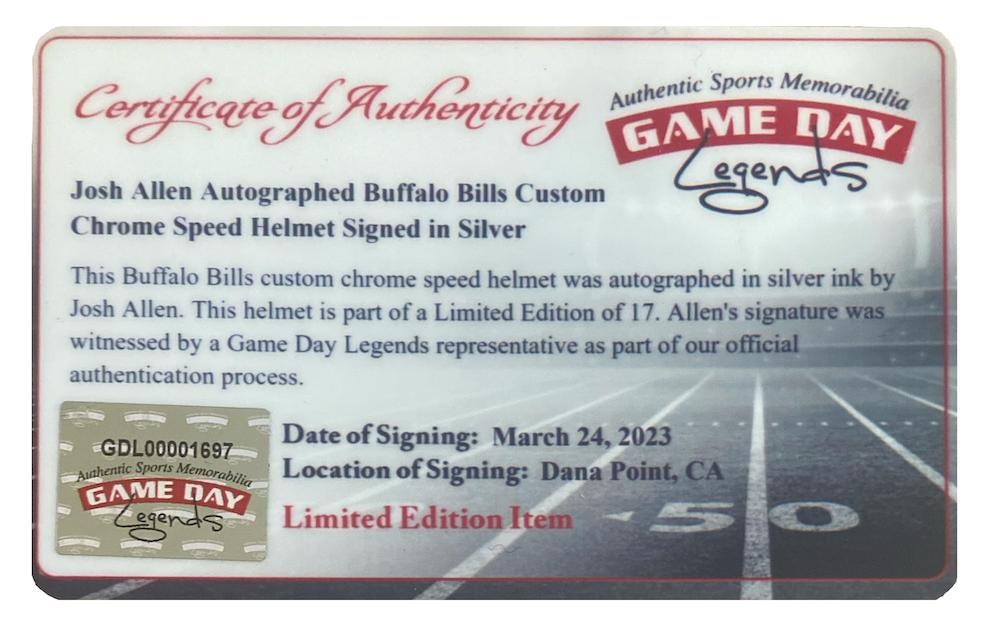 Certificate of Authenticity
Authentic Sports Memorabilia
GAME DAY
Legends
Josh Allen Autographed Buffalo Bills Custom
Chrome Speed Helmet Signed in Silver
This Buffalo Bills custom chrome speed helmet was autographed in silver ink by
Josh Allen. This helmet is part of a Limited Edition of 17. Allen's signature was
witnessed by a Game Day Legends representative as part of our official
authentication process.
GDL00001697
Authentic Sports Memorabilia
GAME DAY
Legends
Date of Signing: March 24, 2023
Location of Signing: Dana Point, CA
Limited Edition Item
50